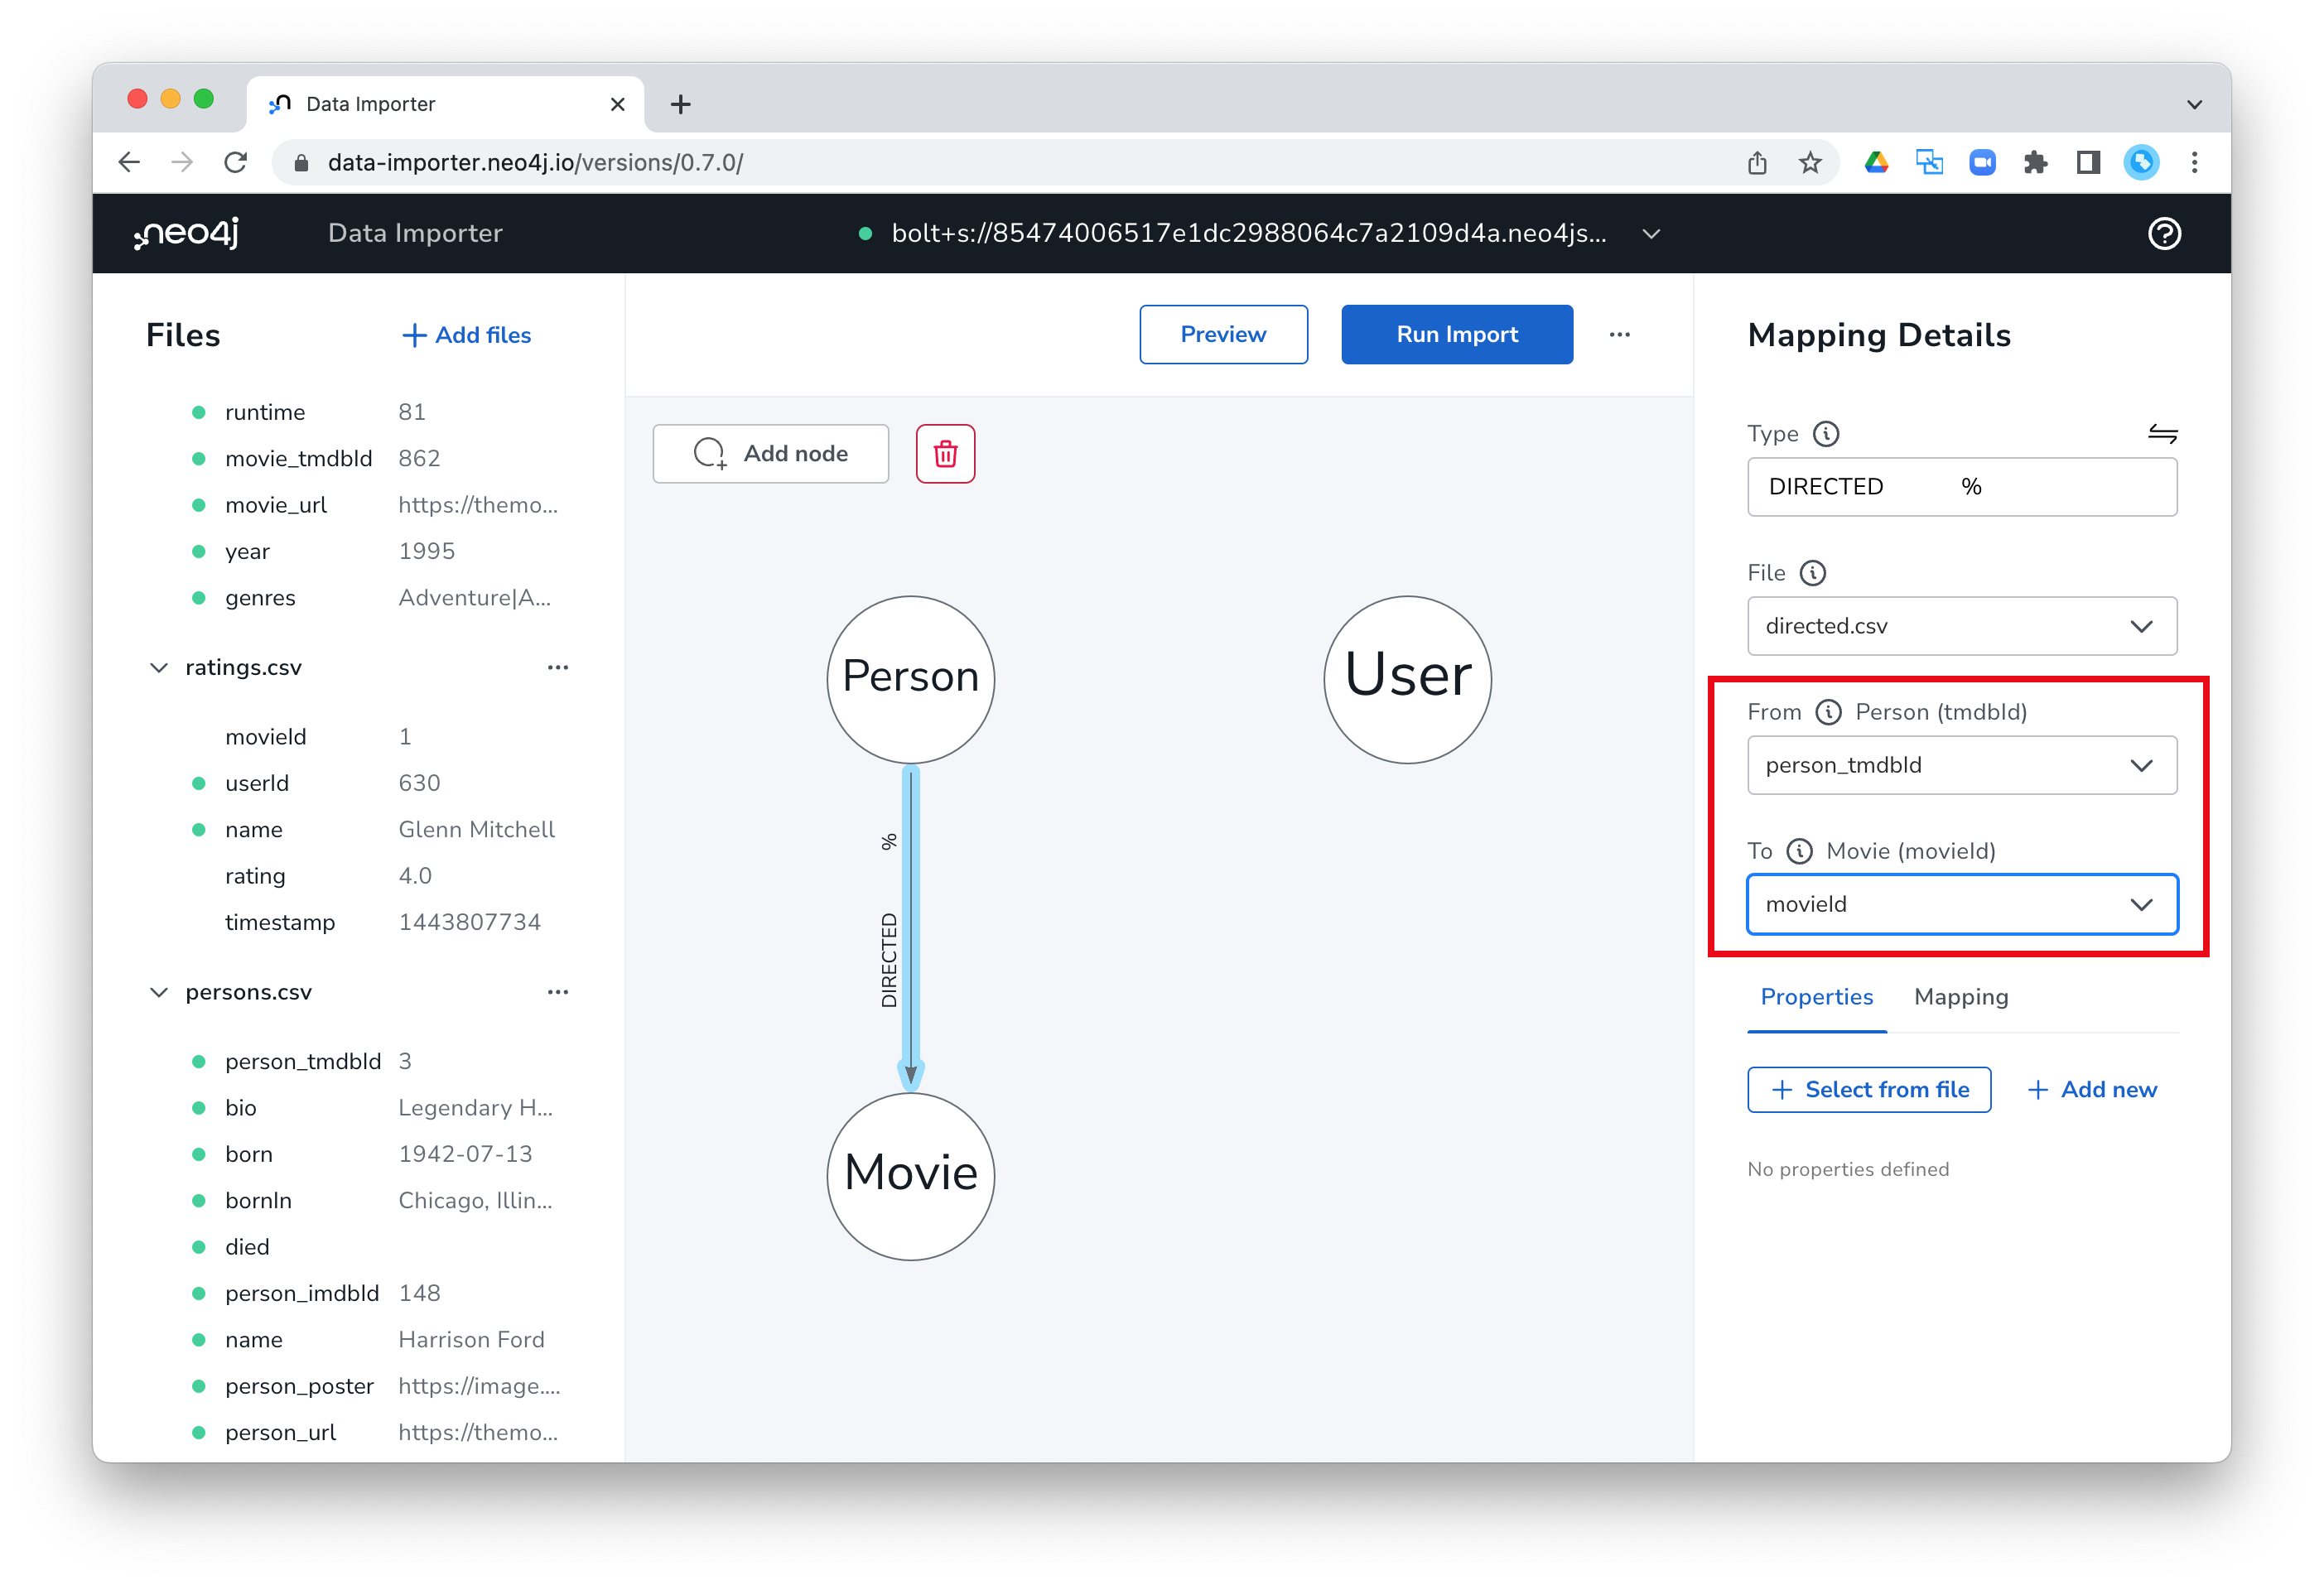 Data Importer
data-importer.neo4j.io/versions/0.7.0/
neo4j
Data Importer
bolt+s://85474006517e1dc2988064c7a2109d4a.neo4js...
Files
Add files
runtime 81
movie_tmdbId 862
movie_url https://themo...
year 1995
genres Adventure|A...
ratings.csv
movieId 1
userId 630
name Glenn Mitchell
rating 4.0
timestamp 1443807734
persons.csv
person_tmdbId 3
bio Legendary H...
born 1942-07-13
bornIn Chicago, Illin...
died
person_imdbId 148
name Harrison Ford
person_poster https://image....
person_url https://themo...
Preview
Run Import
Add node
Person
User
DIRECTED %
Movie
Mapping Details
Type
DIRECTED %
File
directed.csv
From Person (tmdbId)
person_tmdbId
To Movie (movieId)
movieId
Properties Mapping
Select from file
Add new
No properties defined